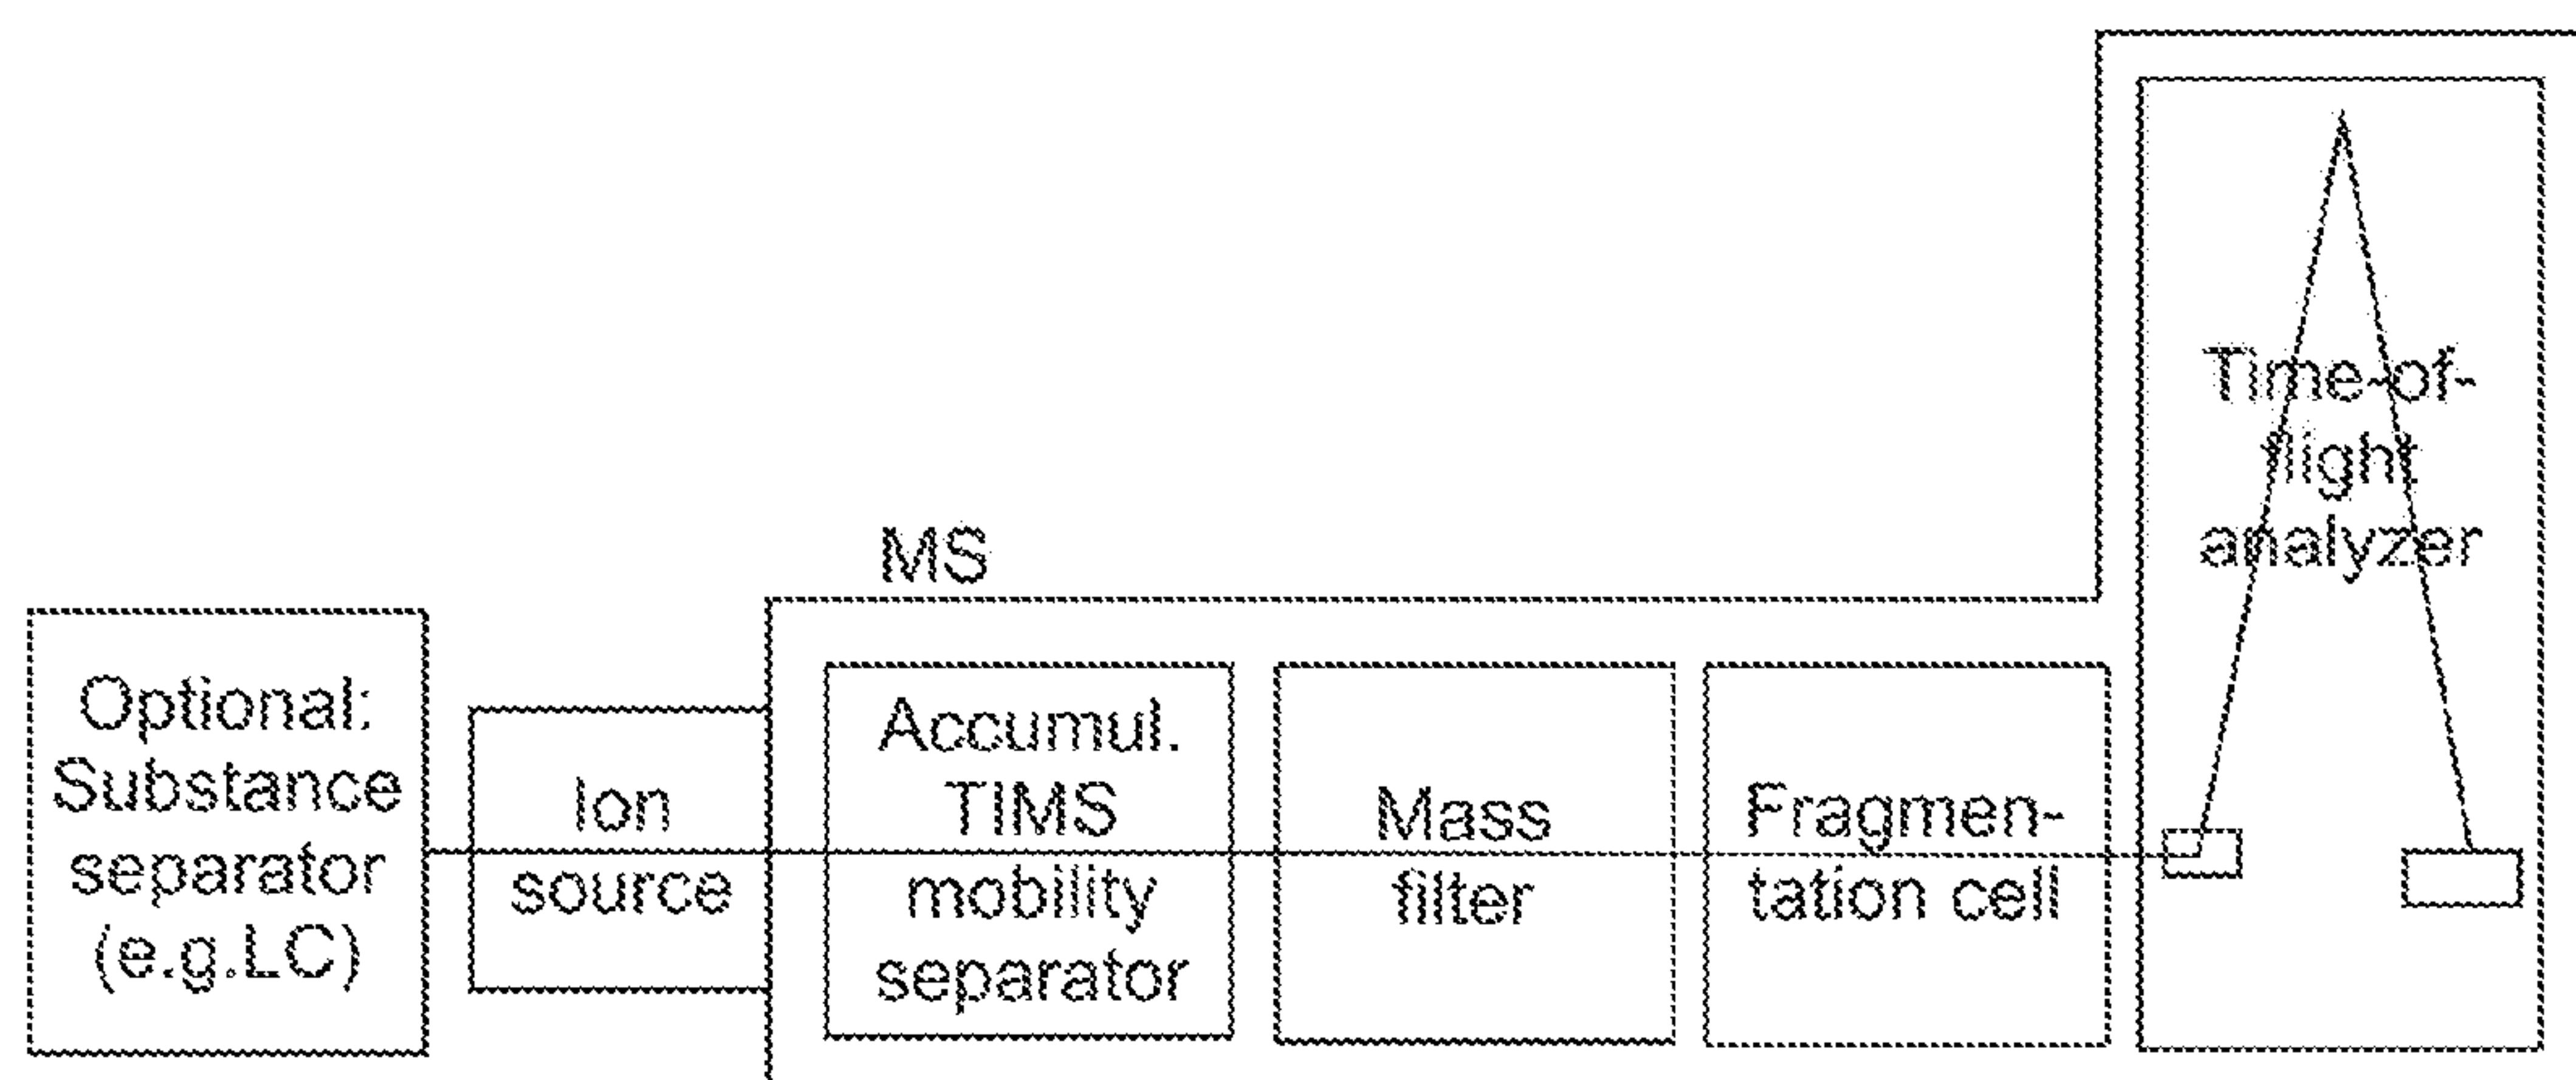 MS
Optional:
Substance
separator
(e.g.LC)
Ion
source
Accumul.
TIMS
mobility
separator
Mass
filter
Fragmen-
tation cell
Time-of-
flight
analyzer